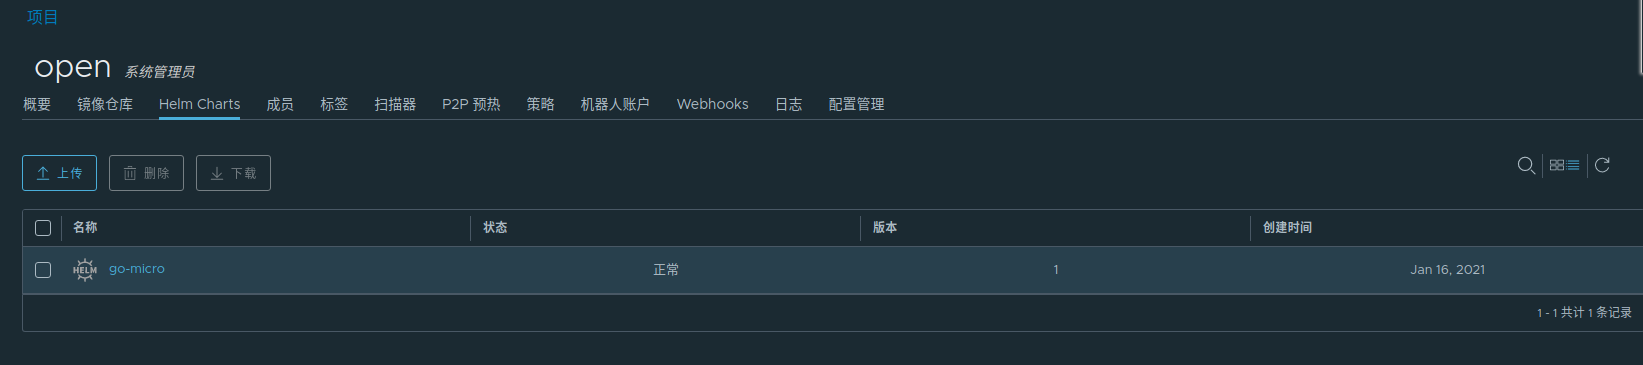 项目
open 系统管理员
概要 镜像仓库 Helm Charts 成员 标签 扫描器 P2P 预热 策略 机器人账户 Webhooks 日志 配置管理
上传 删除 下载
名称 状态 版本 创建时间
HELM go-micro 正常 1 Jan 16, 2021
1 - 1 共计 1 条记录